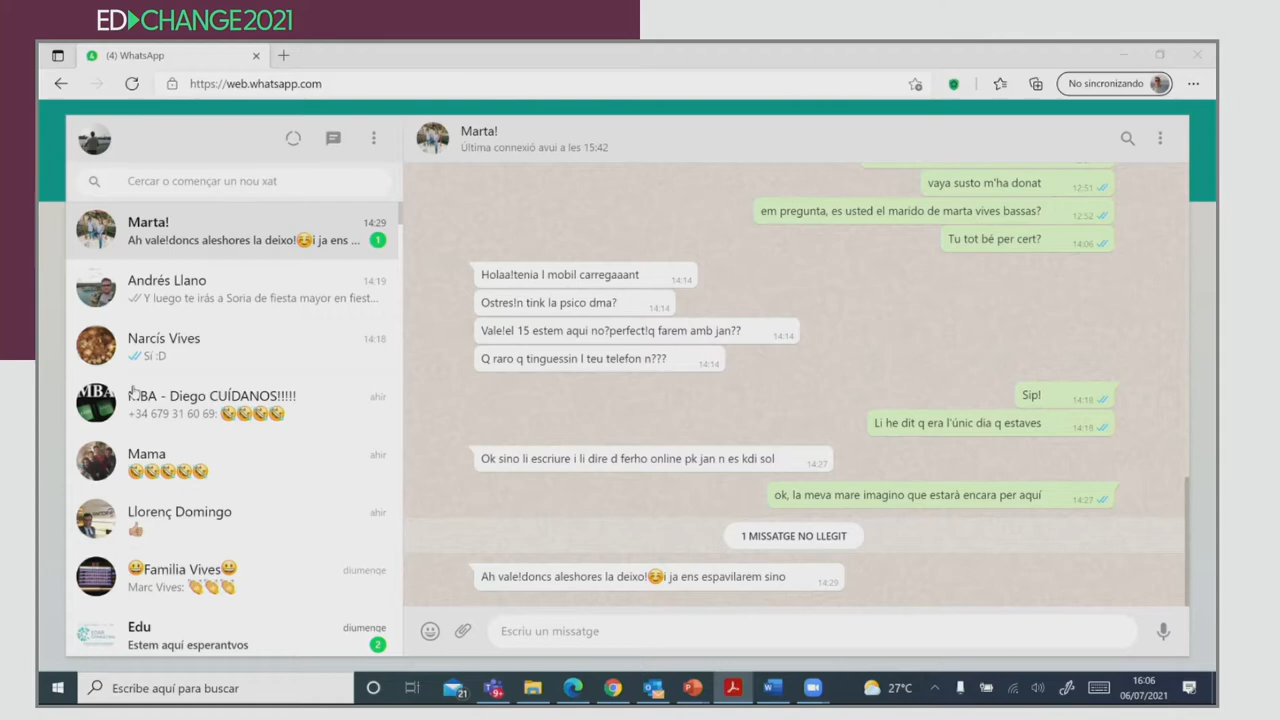 ED CHANGE2021
(4) WhatsApp
https://web.whatsapp.com
No sincronizando
Cercar o començar un nou xat
Marta!
14:29
Ah vale!doncs aleshores la deixo!☺️i ja ens ...
1
Andrés Llano
14:19
Y luego te irás a Soria de fiesta mayor en fiest...
Narcís Vives
14:18
Sí :D
MBA
MBA - Diego CUÍDANOS!!!!!
ahir
+34 679 31 60 69: 🤣🤣🤣🤣
Mama
ahir
🤣🤣🤣🤣🤣
Llorenç Domingo
ahir
👍🏼
😀Familia Vives😀
diumenge
Marc Vives: 👏👏👏
Edu
diumenge
Estem aquí esperantvos
2
Marta!
Última connexió avui a les 15:42
vaya susto m'ha donat
12:51
em pregunta, es usted el marido de marta vives bassas?
12:52
Tu tot bé per cert?
14:06
Holaa!tenia l mobil carregaaant
14:14
Ostres!n tink la psico dma?
14:14
Vale!el 15 estem aqui no?perfect!q farem amb jan??
14:14
Q raro q tinguessin l teu telefon n???
14:14
Sip!
14:18
Li he dit q era l'únic dia q estaves
14:18
Ok sino li escriure i li dire d ferho online pk jan n es kdi sol
14:27
ok, la meva mare imagino que estarà encara per aquí
14:27
1 MISSATGE NO LLEGIT
Ah vale!doncs aleshores la deixo!☺️i ja ens espavilarem sino
14:29
Escriu un missatge
Escribe aquí para buscar
21
9+
27°C
16:06
06/07/2021